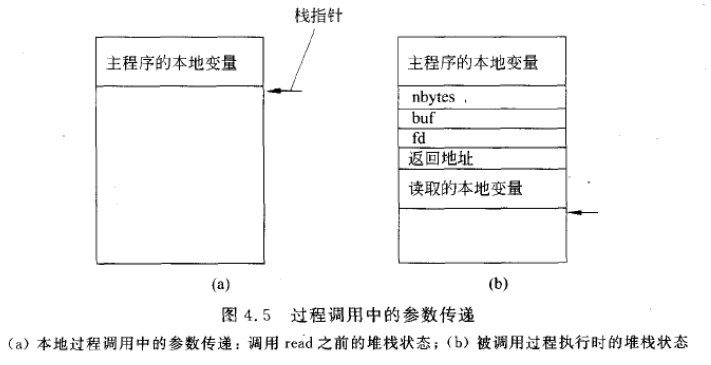 栈指针
主程序的本地变量
主程序的本地变量
nbytes
buf
fd
返回地址
读取的本地变量
(a)
(b)
图 4.5 过程调用中的参数传递
(a) 本地过程调用中的参数传递:调用 read 之前的堆栈状态;(b) 被调用过程执行时的堆栈状态